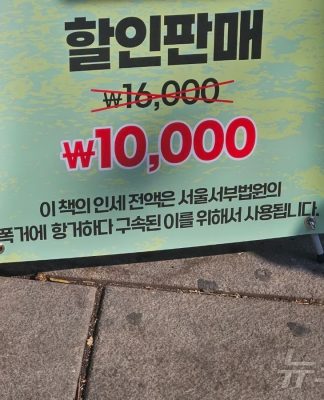 할인판매
₩16,000
₩10,000
이 책의 인세 전액은 서울서부법원의
폭거에 항거하다 구속된 이를 위해서 사용됩니다.
뉴